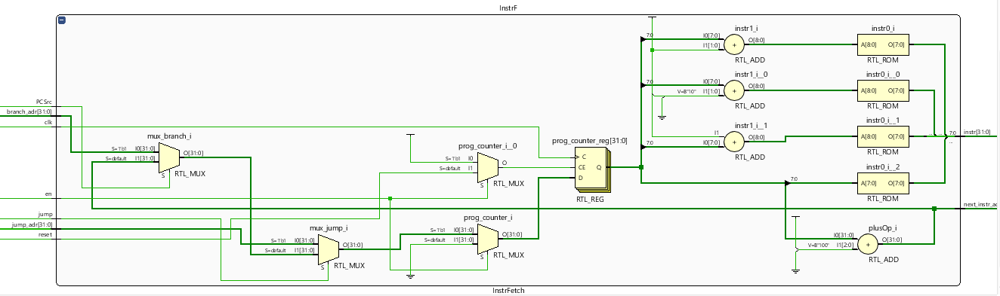 InstrF
PCSrc
branch_adr[31:0]
clk
en
jump
jump_adr[31:0]
reset
mux_branch_i
S=1'b1 I0[31:0]
S=default I1[31:0]
O[31:0]
S
RTL_MUX
mux_jump_i
S=1'b1 I0[31:0]
S=default I1[31:0]
O[31:0]
S
RTL_MUX
prog_counter_i__0
S=1'b1 I0
S=default I1
O
S
RTL_MUX
prog_counter_i
S=1'b1 I0[31:0]
S=default I1[31:0]
O[31:0]
S
RTL_MUX
prog_counter_reg[31:0]
C
CE Q
D
RTL_REG
instr1_i
7:0 I0[7:0]
I1[1:0]
O[8:0]
+
RTL_ADD
instr1_i__0
7:0 I0[7:0]
V=B"10" I1[1:0]
O[8:0]
+
RTL_ADD
instr1_i__1
I1
7:0 I0[7:0]
O[8:0]
+
RTL_ADD
instr0_i
A[8:0] O[7:0]
RTL_ROM
instr0_i__0
A[8:0] O[7:0]
RTL_ROM
instr0_i__1
A[8:0] O[7:0]
RTL_ROM
instr0_i__2
7:0
A[7:0] O[7:0]
RTL_ROM
plusOp_i
I0[31:0]
V=B"100" I1[2:0]
O[31:0]
+
RTL_ADD
7:0
instr[31:0]
next_instr_a
InstrFetch